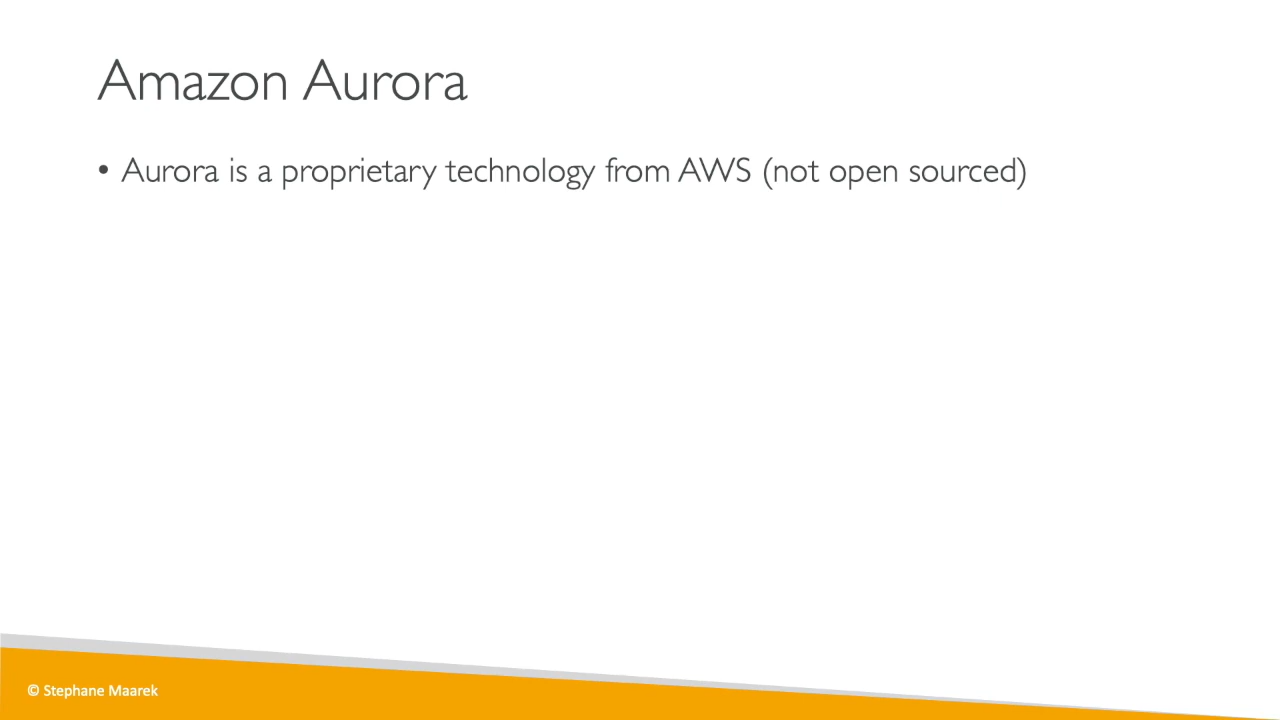 Amazon Aurora
• Aurora is a proprietary technology from AWS (not open sourced)
© Stephane Maarek